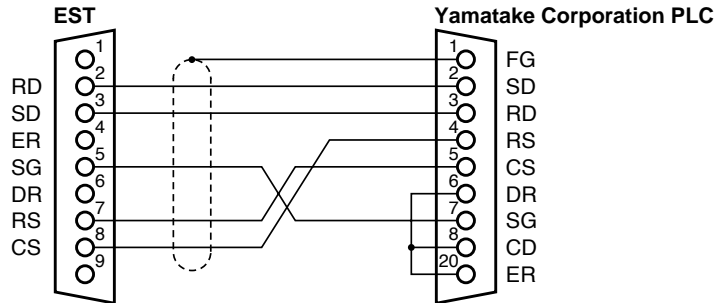 EST Yamatake Corporation PLC
1 1 FG
RD 2 2 SD
SD 3 3 RD
ER 4 4 RS
SG 5 5 CS
DR 6 6 DR
RS 7 7 SG
CS 8 8 CD
9 20 ER